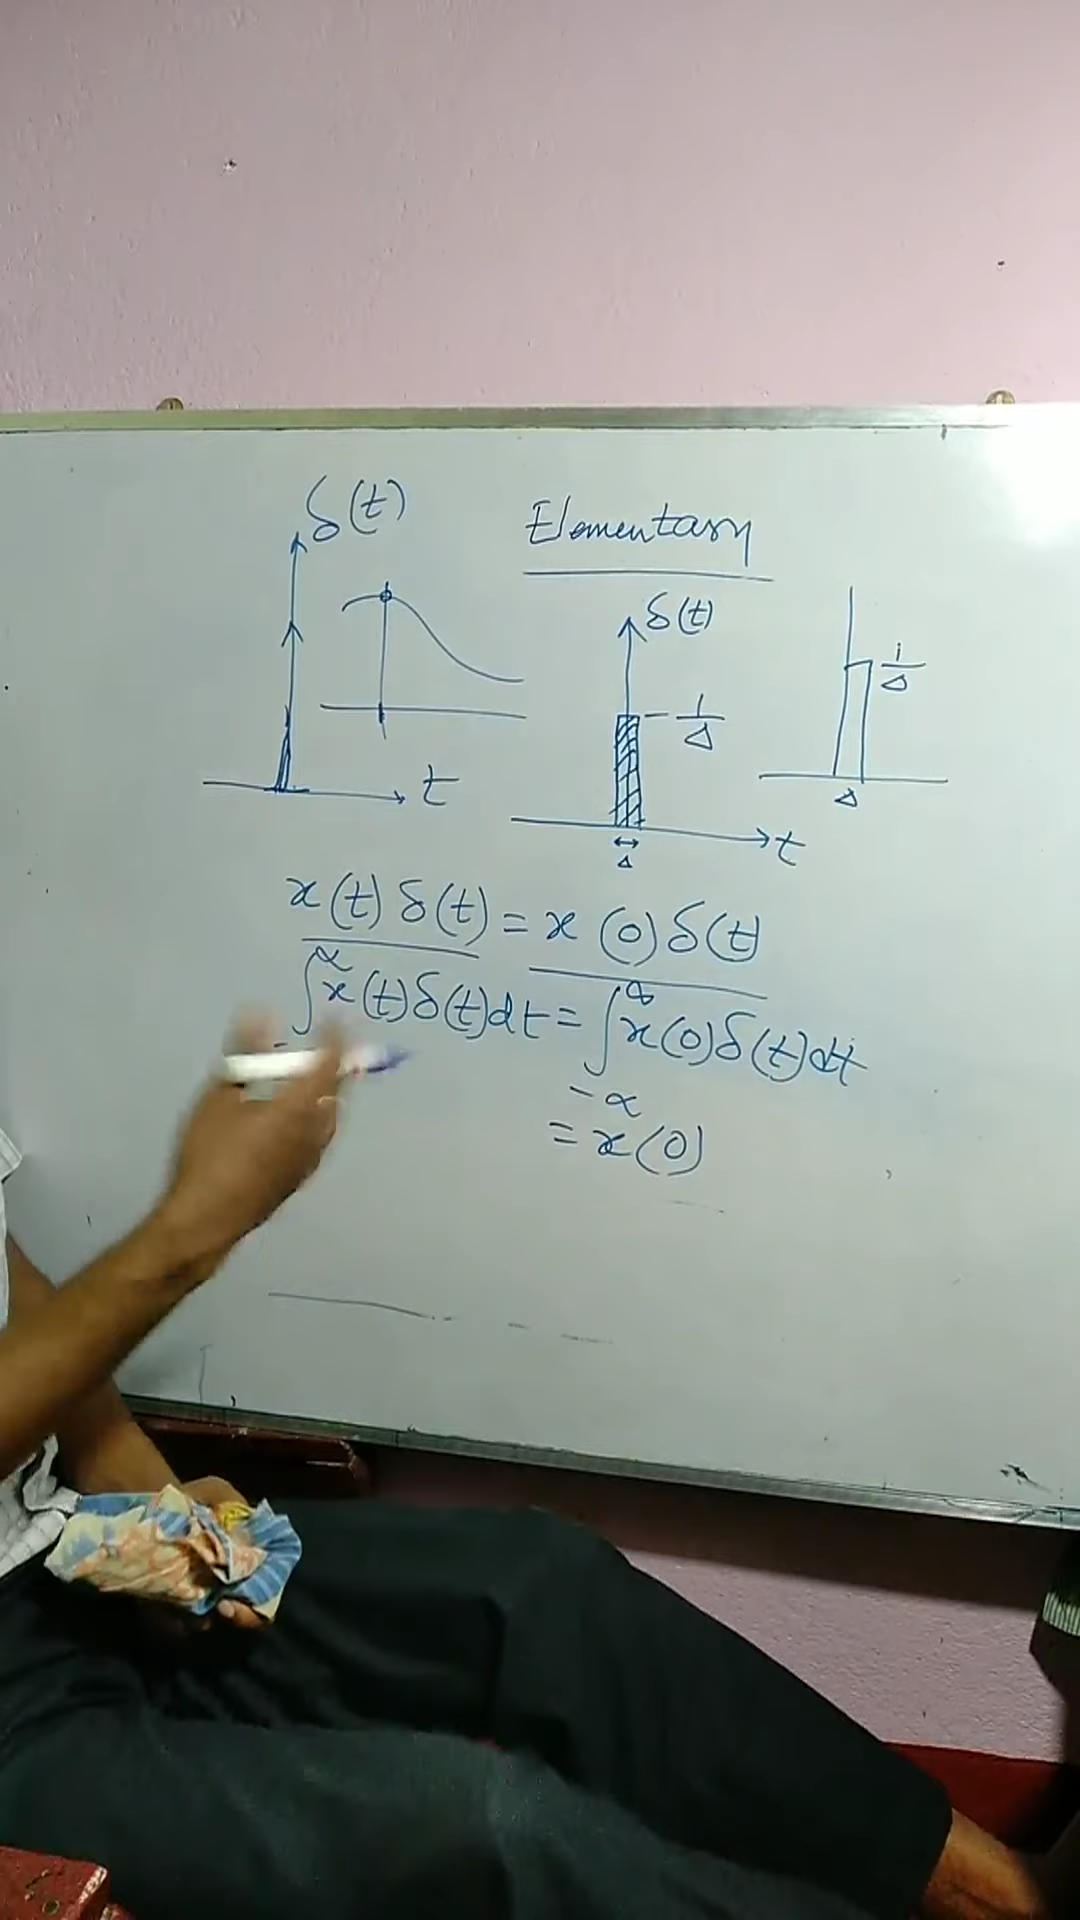 δ(t)
Elementary
δ(t)
1/Δ
1/Δ
t
Δ
t
Δ
x(t) δ(t) = x(0) δ(t)
∫ x(t) δ(t) dt = ∫ x(0) δ(t) dt
∝
∝
-
-∝
= x(0)